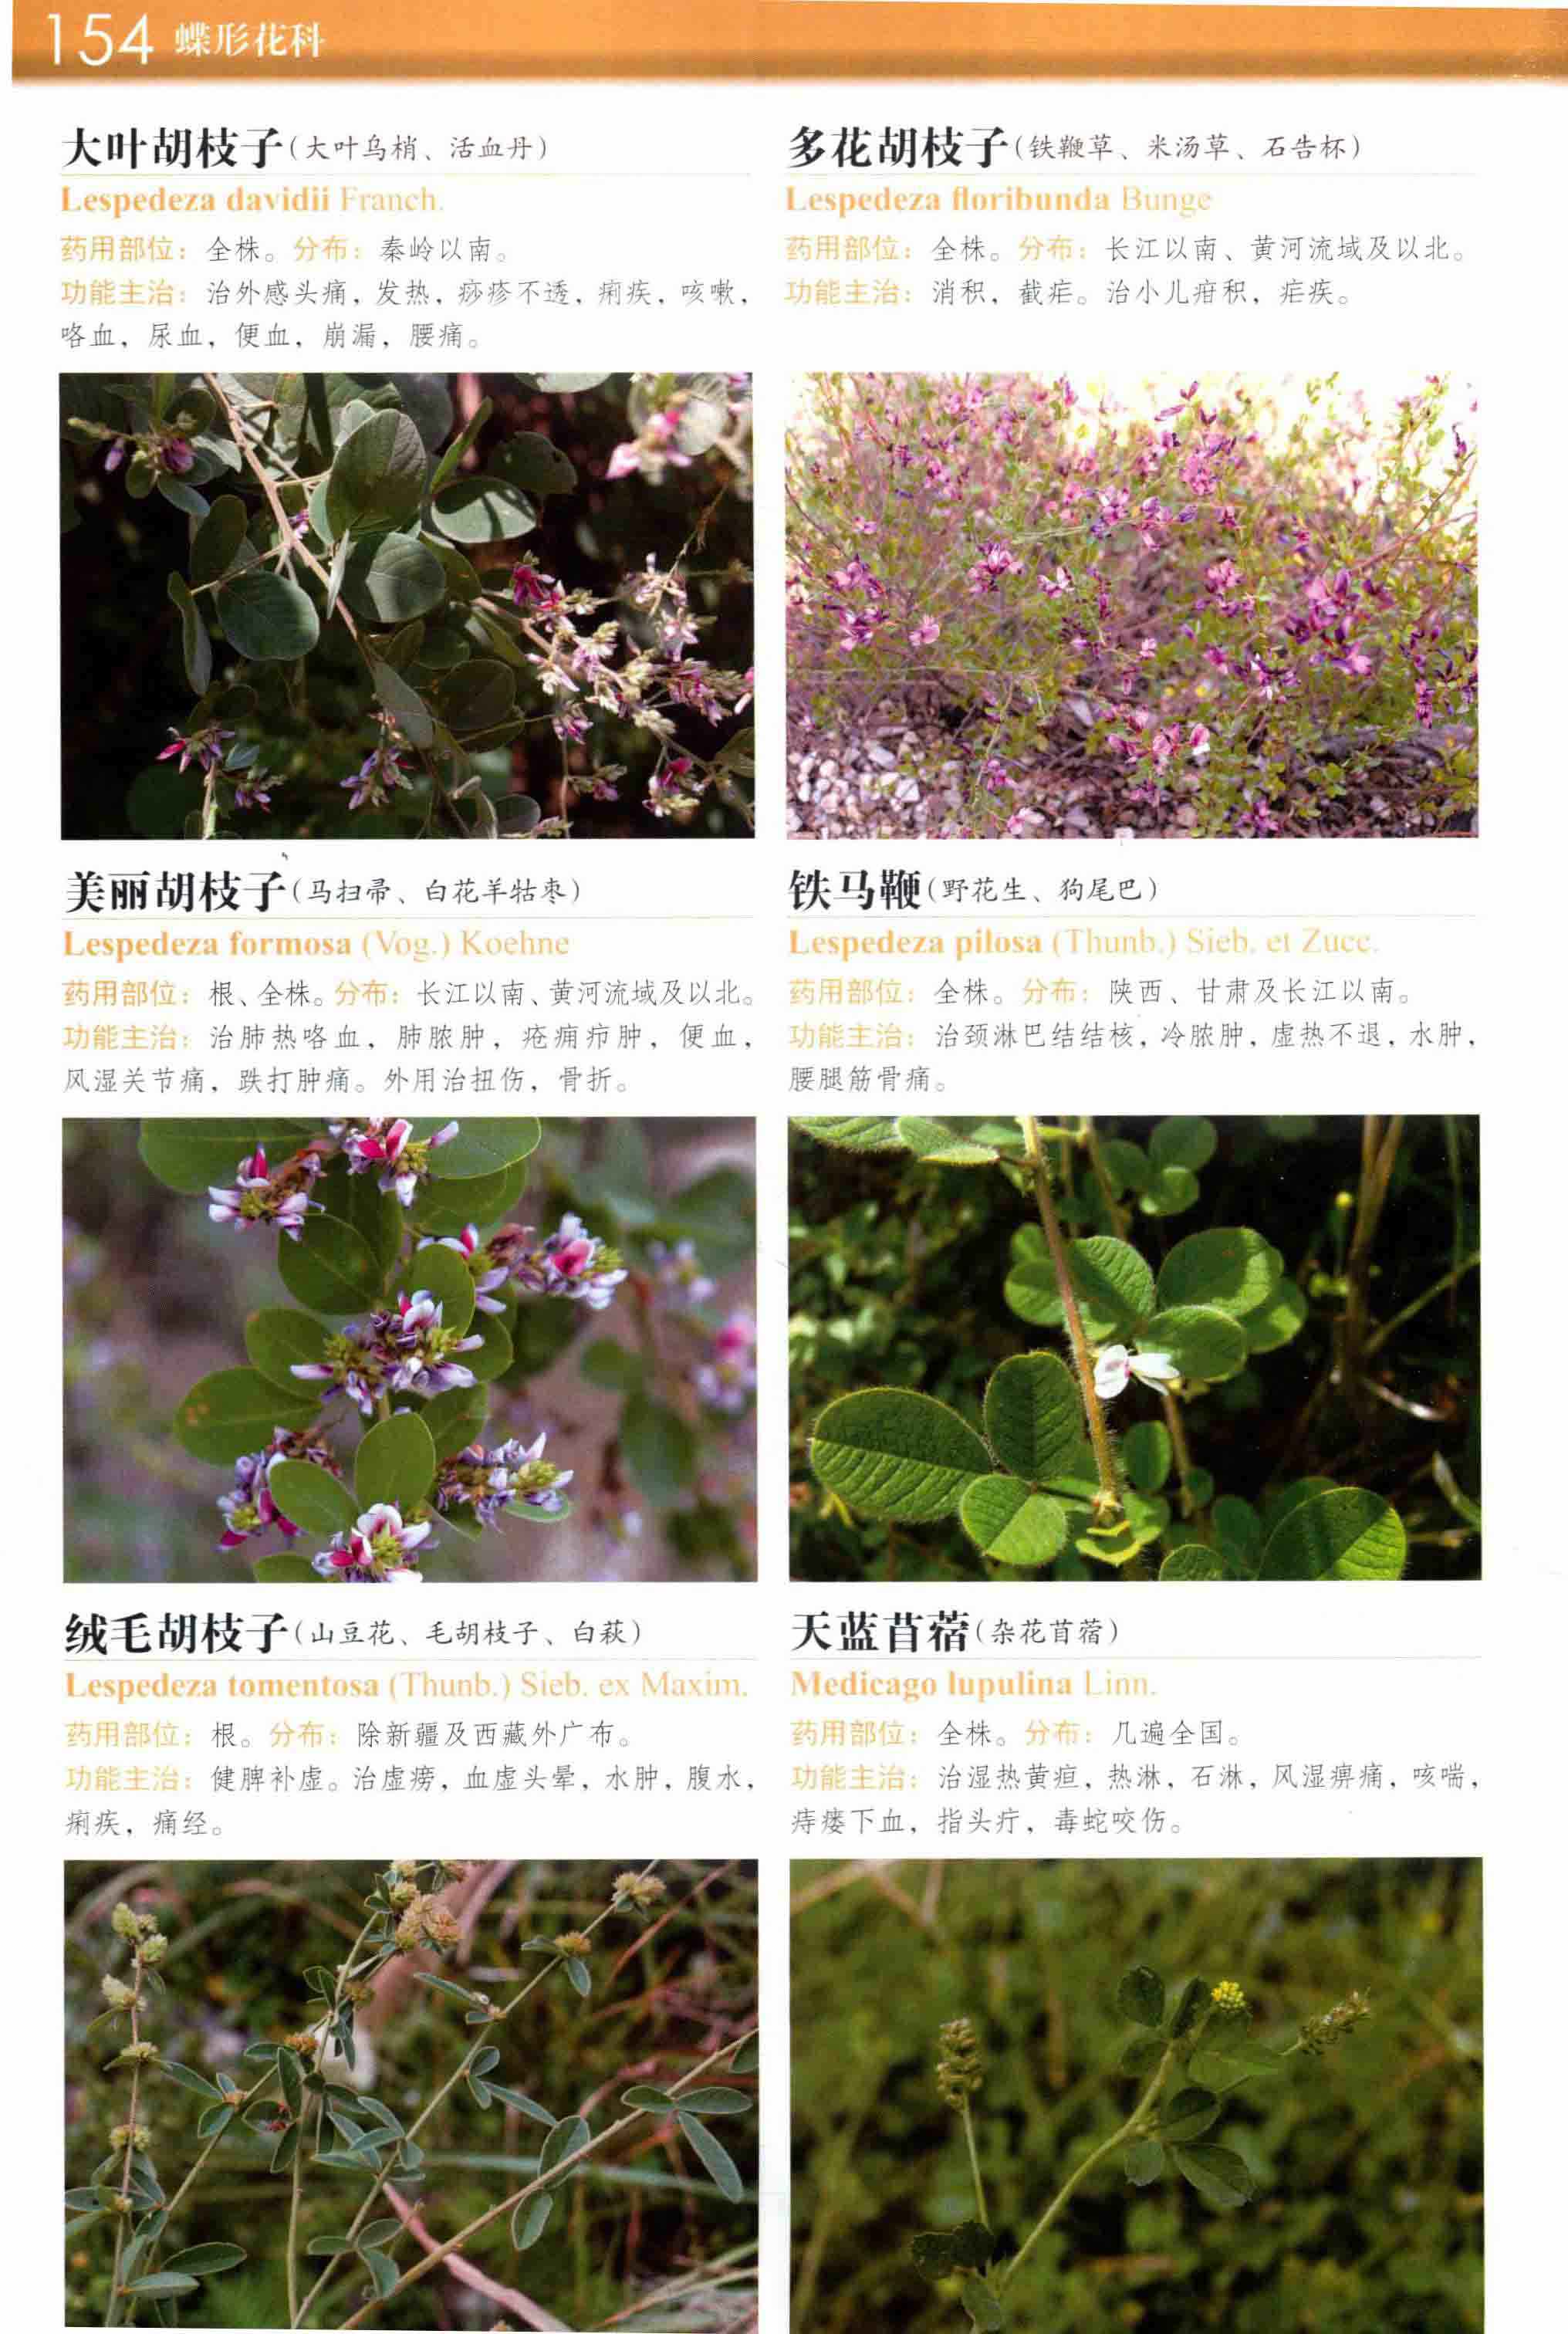 154 蝶形花科
大叶胡枝子(大叶乌梢、活血丹)
Lespedeza davidii Franch.
药用部位：全株。分布：秦岭以南。
功能主治：治外感头痛，发热，痧疹不透，痢疾，咳嗽，
咯血，尿血，便血，崩漏，腰痛。
多花胡枝子(铁鞭草、米汤草、石告杯)
Lespedeza floribunda Bunge
药用部位：全株。分布：长江以南、黄河流域及以北。
功能主治：消积，截疟。治小儿疳积，疟疾。
美丽胡枝子(马扫帚、白花羊牯枣)
Lespedeza formosa (Vog.) Koehne
药用部位：根、全株。分布：长江以南、黄河流域及以北。
功能主治：治肺热咯血，肺脓肿，疮痈疖肿，便血，
风湿关节痛，跌打肿痛。外用治扭伤，骨折。
铁马鞭(野花生、狗尾巴)
Lespedeza pilosa (Thunb.) Sieb. et Zucc.
药用部位：全株。分布：陕西、甘肃及长江以南。
功能主治：治颈淋巴结结核，冷脓肿，虚热不退，水肿，
腰腿筋骨痛。
绒毛胡枝子(山豆花、毛胡枝子、白萩)
Lespedeza tomentosa (Thunb.) Sieb. ex Maxim.
药用部位：根。分布：除新疆及西藏外广布。
功能主治：健脾补虚。治虚痨，血虚头晕，水肿，腹水，
痢疾，痛经。
天蓝苜蓿(杂花苜蓿)
Medicago lupulina Linn.
药用部位：全株。分布：几遍全国。
功能主治：治湿热黄疸，热淋，石淋，风湿痹痛，咳喘，
痔瘘下血，指头疔，毒蛇咬伤。